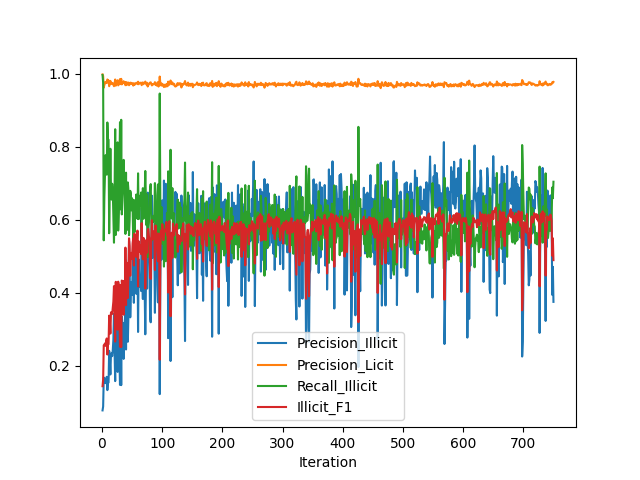 1.0
0.8
0.6
0.4
0.2
Precision_Illicit
Precision_Licit
Recall_Illicit
Illicit_F1
0 100 200 300 400 500 600 700
Iteration